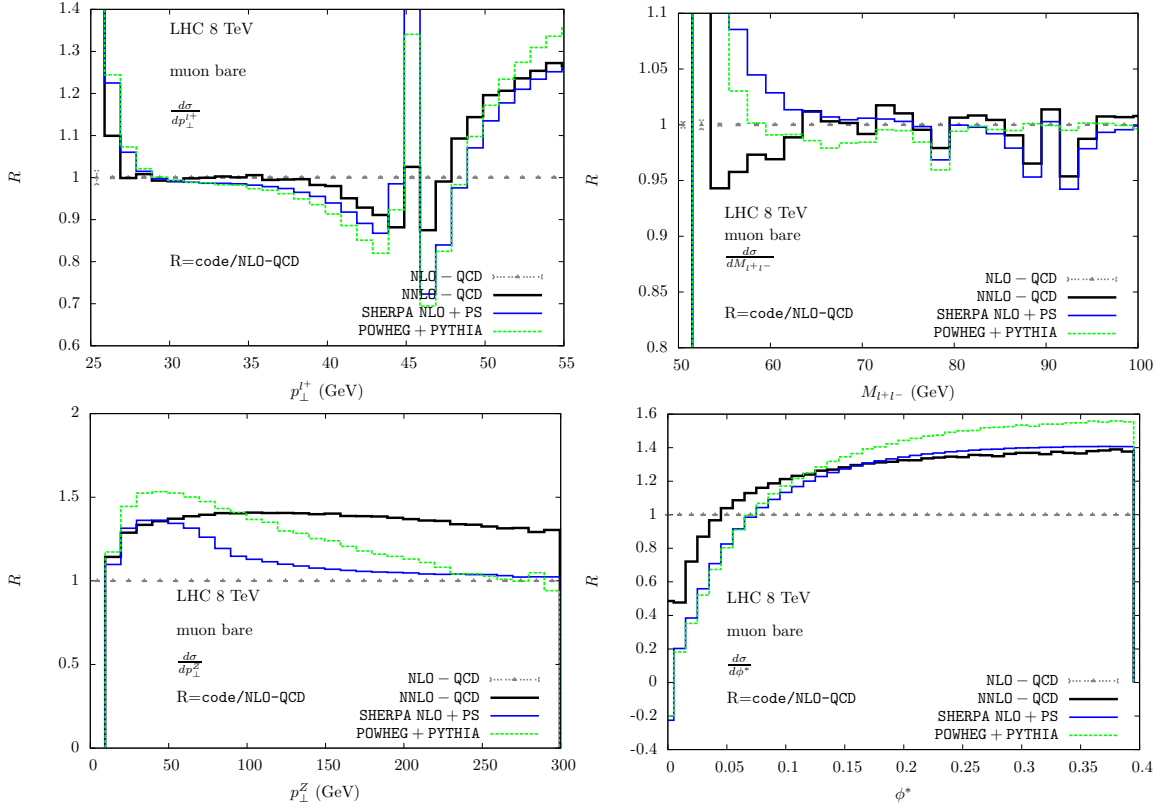 1.4
1.3
1.2
1.1
1
0.9
0.8
0.7
0.6
R
LHC 8 TeV
muon bare
dσ/dp⊥^{l+}
R=code/NLO-QCD
NLO − QCD
NNLO − QCD
SHERPA NLO + PS
POWHEG + PYTHIA
25 30 35 40 45 50 55
p⊥^{l+} (GeV)
1.1
1.05
1
0.95
0.9
0.85
0.8
R
LHC 8 TeV
muon bare
dσ/dM_{l+l−}
R=code/NLO-QCD
NLO − QCD
NNLO − QCD
SHERPA NLO + PS
POWHEG + PYTHIA
50 60 70 80 90 100
M_{l+l−} (GeV)
2
1.5
1
0.5
0
R
LHC 8 TeV
muon bare
dσ/dp⊥^Z
R=code/NLO-QCD
NLO − QCD
NNLO − QCD
SHERPA NLO + PS
POWHEG + PYTHIA
0 50 100 150 200 250 300
p⊥^Z (GeV)
1.6
1.4
1.2
1
0.8
0.6
0.4
0.2
0
-0.2
-0.4
R
LHC 8 TeV
muon bare
dσ/dϕ*
R=code/NLO-QCD
NLO − QCD
NNLO − QCD
SHERPA NLO + PS
POWHEG + PYTHIA
0 0.05 0.1 0.15 0.2 0.25 0.3 0.35 0.4
ϕ*